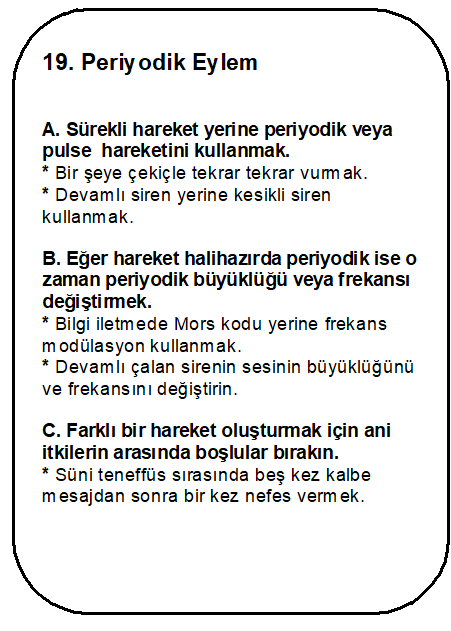 19. Periyodik Eylem
A. Sürekli hareket yerine periyodik veya
pulse hareketini kullanmak.
* Bir şeye çekiçle tekrar tekrar vurmak.
* Devamlı siren yerine kesikli siren
kullanmak.
B. Eğer hareket halihazırda periyodik ise o
zaman periyodik büyüklüğü veya frekansı
değiştirmek.
* Bilgi iletmede Mors kodu yerine frekans
modülasyon kullanmak.
* Devamlı çalan sirenin sesinin büyüklüğünü
ve frekansını değiştirin.
C. Farklı bir hareket oluşturmak için ani
itkilerin arasında boşlular bırakın.
* Süni teneffüs sırasında beş kez kalbe
mesajdan sonra bir kez nefes vermek.